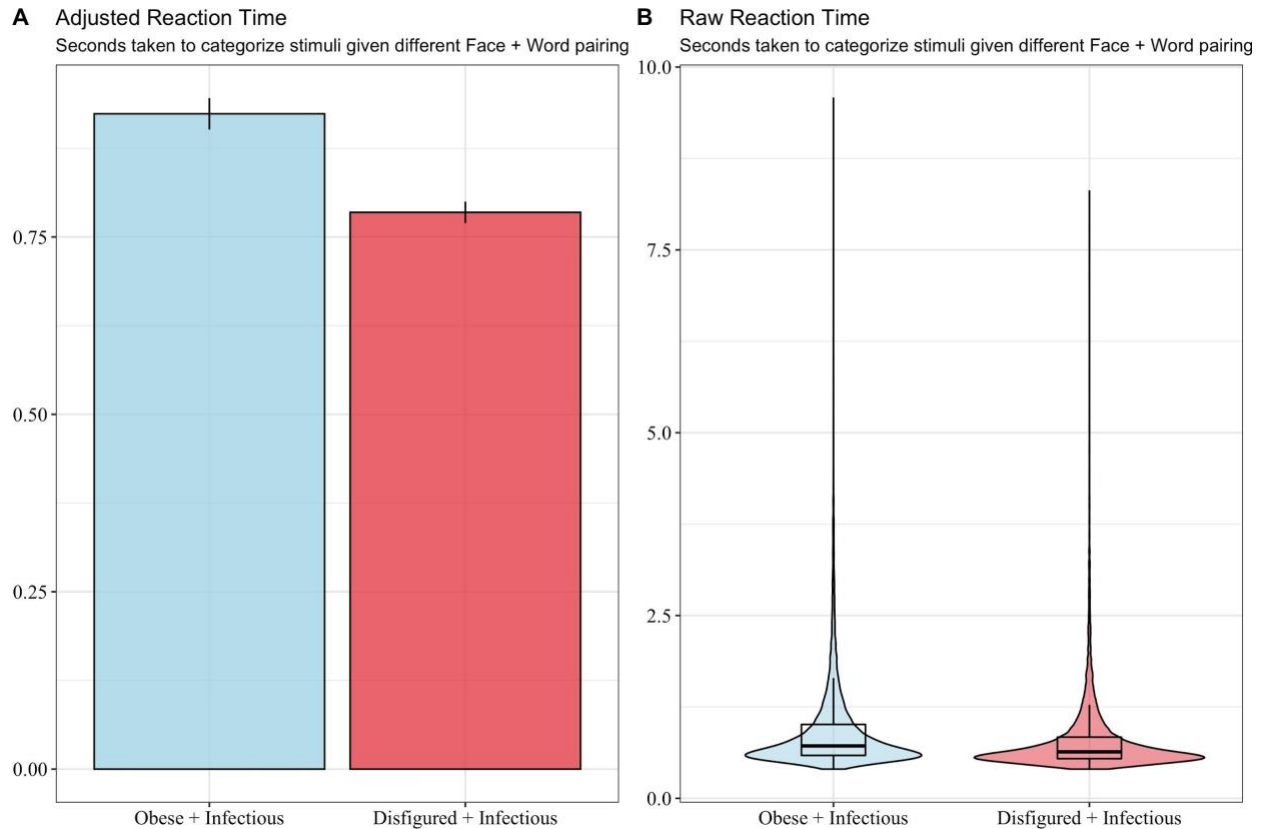 A Adjusted Reaction Time
Seconds taken to categorize stimuli given different Face + Word pairing
0.75
0.50
0.25
0.00
Obese + Infectious Disfigured + Infectious
B Raw Reaction Time
Seconds taken to categorize stimuli given different Face + Word pairing
10.0
7.5
5.0
2.5
0.0
Obese + Infectious Disfigured + Infectious